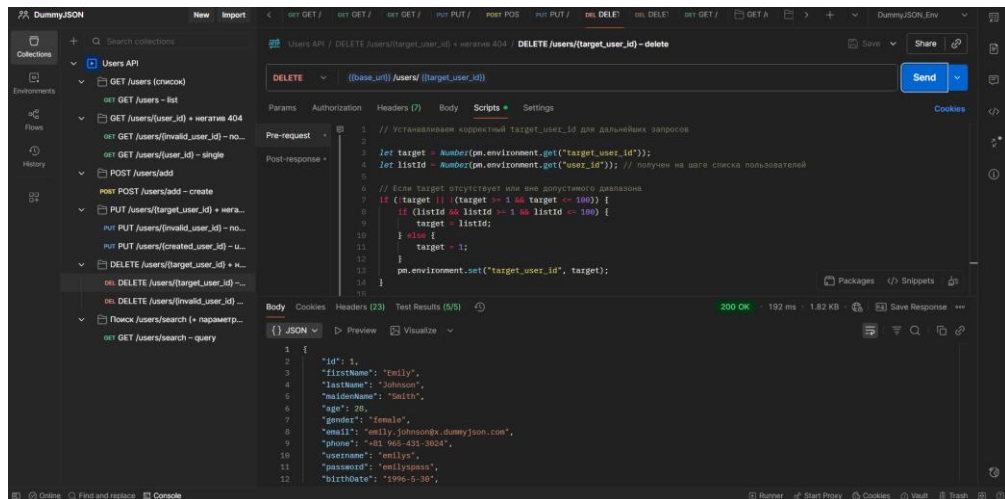 DummyJSON
New
Import
GET GET /
GET GET /
GET GET /
PUT PUT /
POST POS
PUT PUT /
DEL DELE
DEL DELE
GET GET /
GET /
DummyJSON_Env
Collections
Environments
Flows
History
Search collections
Users API
GET /users (список)
GET GET /users – list
GET /users/{user_id} + негатив 404
GET GET /users/{invalid_user_id} – no...
GET GET /users/{user_id} – single
POST /users/add
POST POST /users/add – create
PUT /users/{target_user_id} + нега...
PUT PUT /users/{invalid_user_id} – no...
PUT PUT /users/{created_user_id} – u...
DELETE /users/{target_user_id} + н...
DEL DELETE /users/{target_user_id} –...
DEL DELETE /users/{invalid_user_id} ...
Поиск /users/search (+ параметр...
GET GET /users/search – query
Users API / DELETE /users/{target_user_id} + негатив 404 / DELETE /users/{target_user_id} – delete
Save
Share
DELETE
{{base_url}} /users/ {{target_user_id}}
Send
Params
Authorization
Headers (7)
Body
Scripts
Settings
Cookies
Pre-request
Post-response
1 // Устанавливаем корректный target_user_id для дальнейших запросов
2
3 let target = Number(pm.environment.get("target_user_id"));
4 let listId = Number(pm.environment.get("user_id")); // получен на шаге списка пользователей
5
6 // Если target отсутствует или вне допустимого диапазона
7 if (!target || !(target >= 1 && target <= 100)) {
8 if (listId && listId >= 1 && listId <= 100) {
9 target = listId;
10 } else {
11 target = 1;
12 }
13 pm.environment.set("target_user_id", target);
14 }
15
Packages
Snippets
Body
Cookies
Headers (23)
Test Results (5/5)
200 OK
192 ms
1.82 KB
Save Response
{} JSON
Preview
Visualize
1 {
2 "id": 1,
3 "firstName": "Emily",
4 "lastName": "Johnson",
5 "maidenName": "Smith",
6 "age": 28,
7 "gender": "female",
8 "email": "emily.johnson@x.dummyjson.com",
9 "phone": "+81 965-431-3024",
10 "username": "emilys",
11 "password": "emilyspass",
12 "birthDate": "1996-5-30",
Online
Find and replace
Console
Runner
Start Proxy
Cookies
Vault
Trash